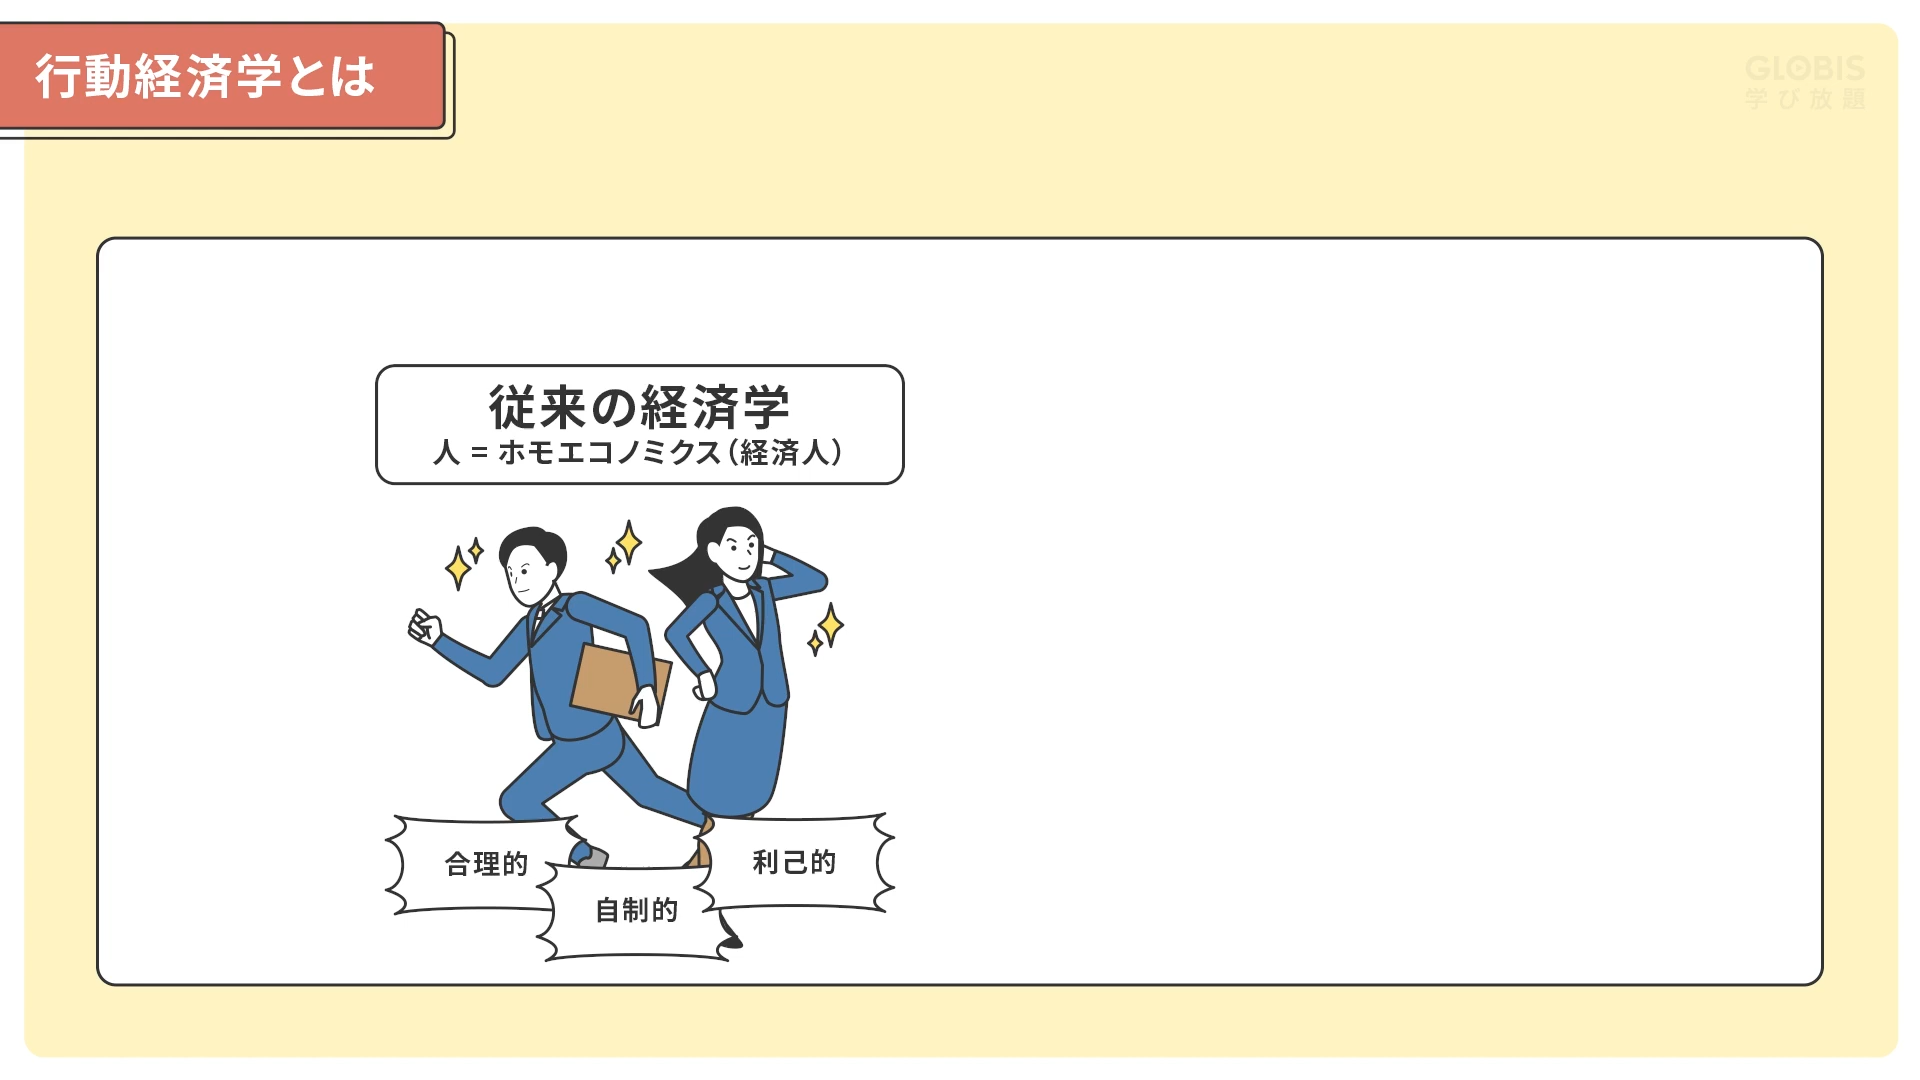 行動経済学とは
GLOBIS
学び放題
従来の経済学
人 = ホモエコノミクス（経済人）
合理的
自制的
利己的